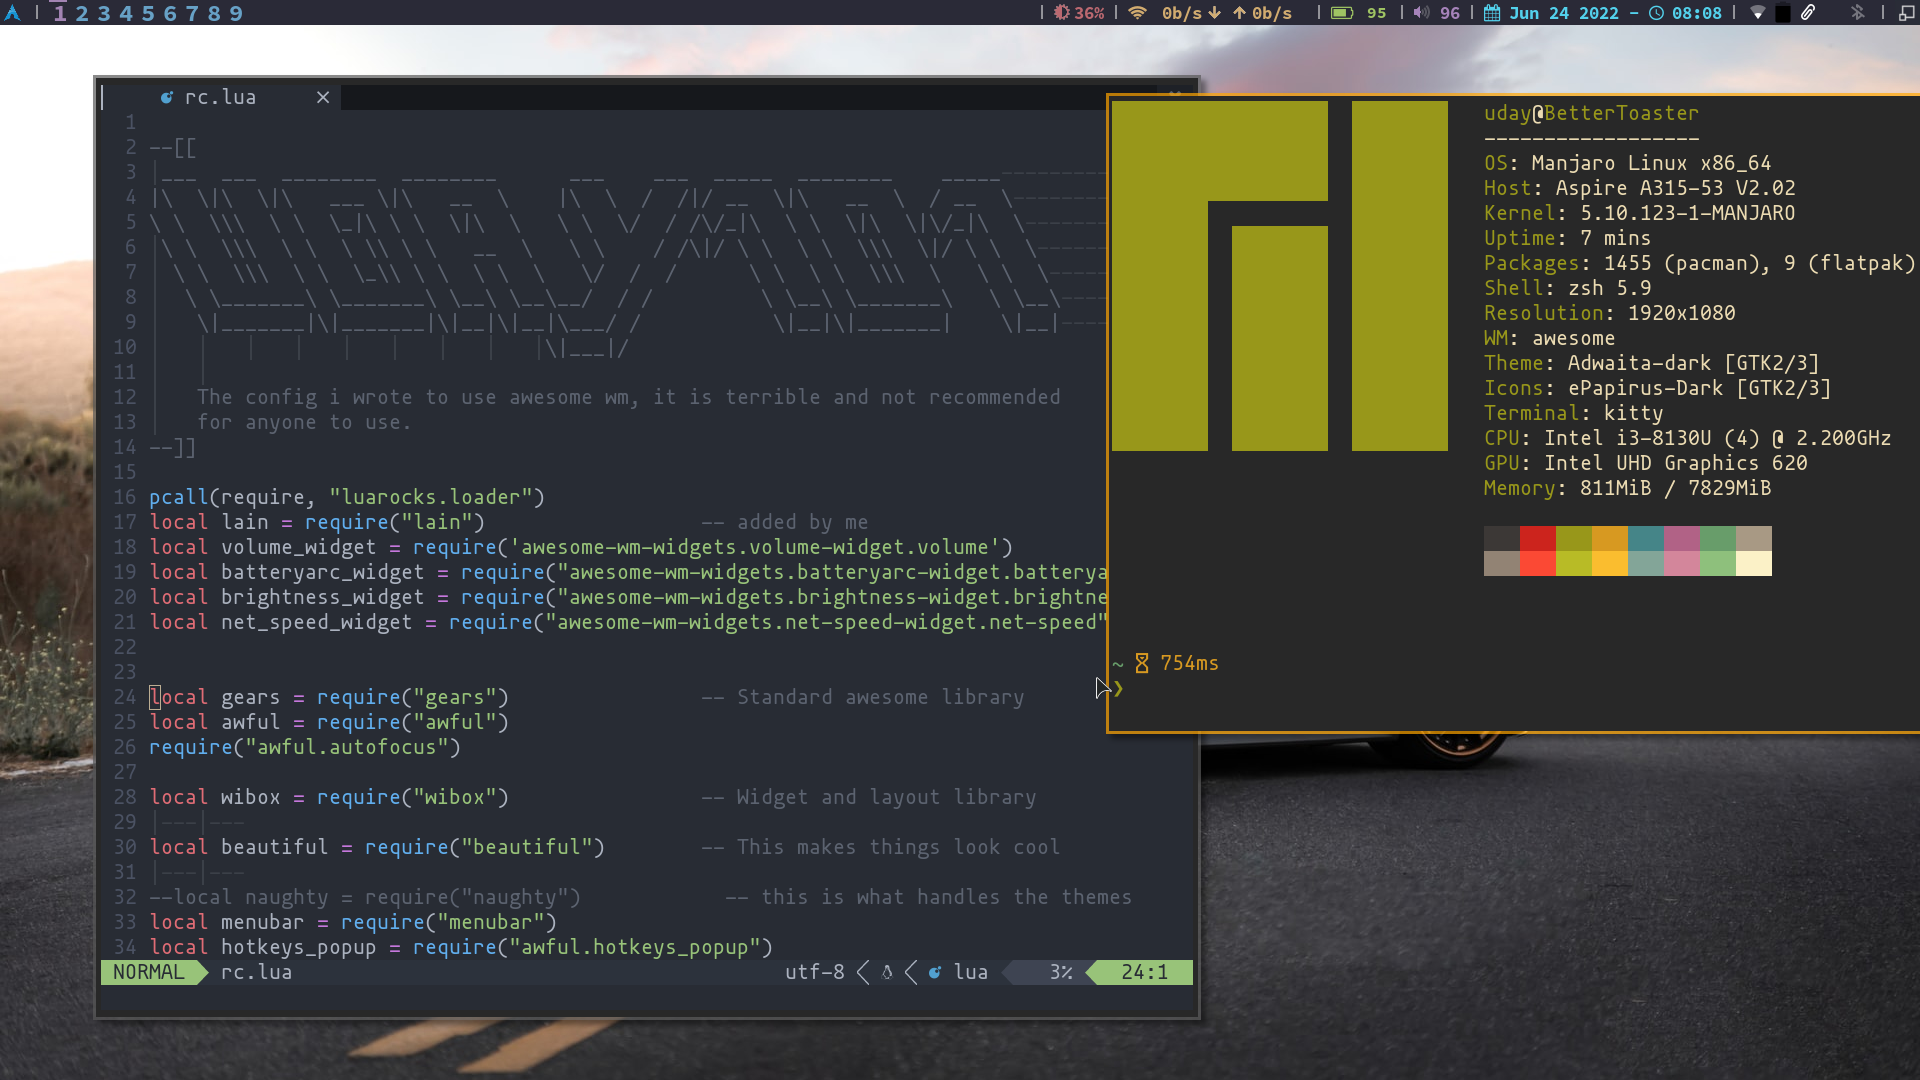 1 2 3 4 5 6 7 8 9
36% 0b/s 0b/s 95 96 Jun 24 2022 - 08:08
rc.lua
1
2 --[[
3
4
5
6
7
8
9
10
11
12 The config i wrote to use awesome wm, it is terrible and not recommended
13 for anyone to use.
14 --]]
15
16 pcall(require, "luarocks.loader")
17 local lain = require("lain") -- added by me
18 local volume_widget = require('awesome-wm-widgets.volume-widget.volume')
19 local batteryarc_widget = require("awesome-wm-widgets.batteryarc-widget.batterya
20 local brightness_widget = require("awesome-wm-widgets.brightness-widget.brightne
21 local net_speed_widget = require("awesome-wm-widgets.net-speed-widget.net-speed"
22
23
24 local gears = require("gears") -- Standard awesome library
25 local awful = require("awful")
26 require("awful.autofocus")
27
28 local wibox = require("wibox") -- Widget and layout library
29
30 local beautiful = require("beautiful") -- This makes things look cool
31
32 --local naughty = require("naughty") -- this is what handles the themes
33 local menubar = require("menubar")
34 local hotkeys_popup = require("awful.hotkeys_popup")
NORMAL rc.lua utf-8 lua 3% 24:1
uday@BetterToaster
------------------
OS: Manjaro Linux x86_64
Host: Aspire A315-53 V2.02
Kernel: 5.10.123-1-MANJARO
Uptime: 7 mins
Packages: 1455 (pacman), 9 (flatpak)
Shell: zsh 5.9
Resolution: 1920x1080
WM: awesome
Theme: Adwaita-dark [GTK2/3]
Icons: ePapirus-Dark [GTK2/3]
Terminal: kitty
CPU: Intel i3-8130U (4) @ 2.200GHz
GPU: Intel UHD Graphics 620
Memory: 811MiB / 7829MiB
~ 754ms
❯